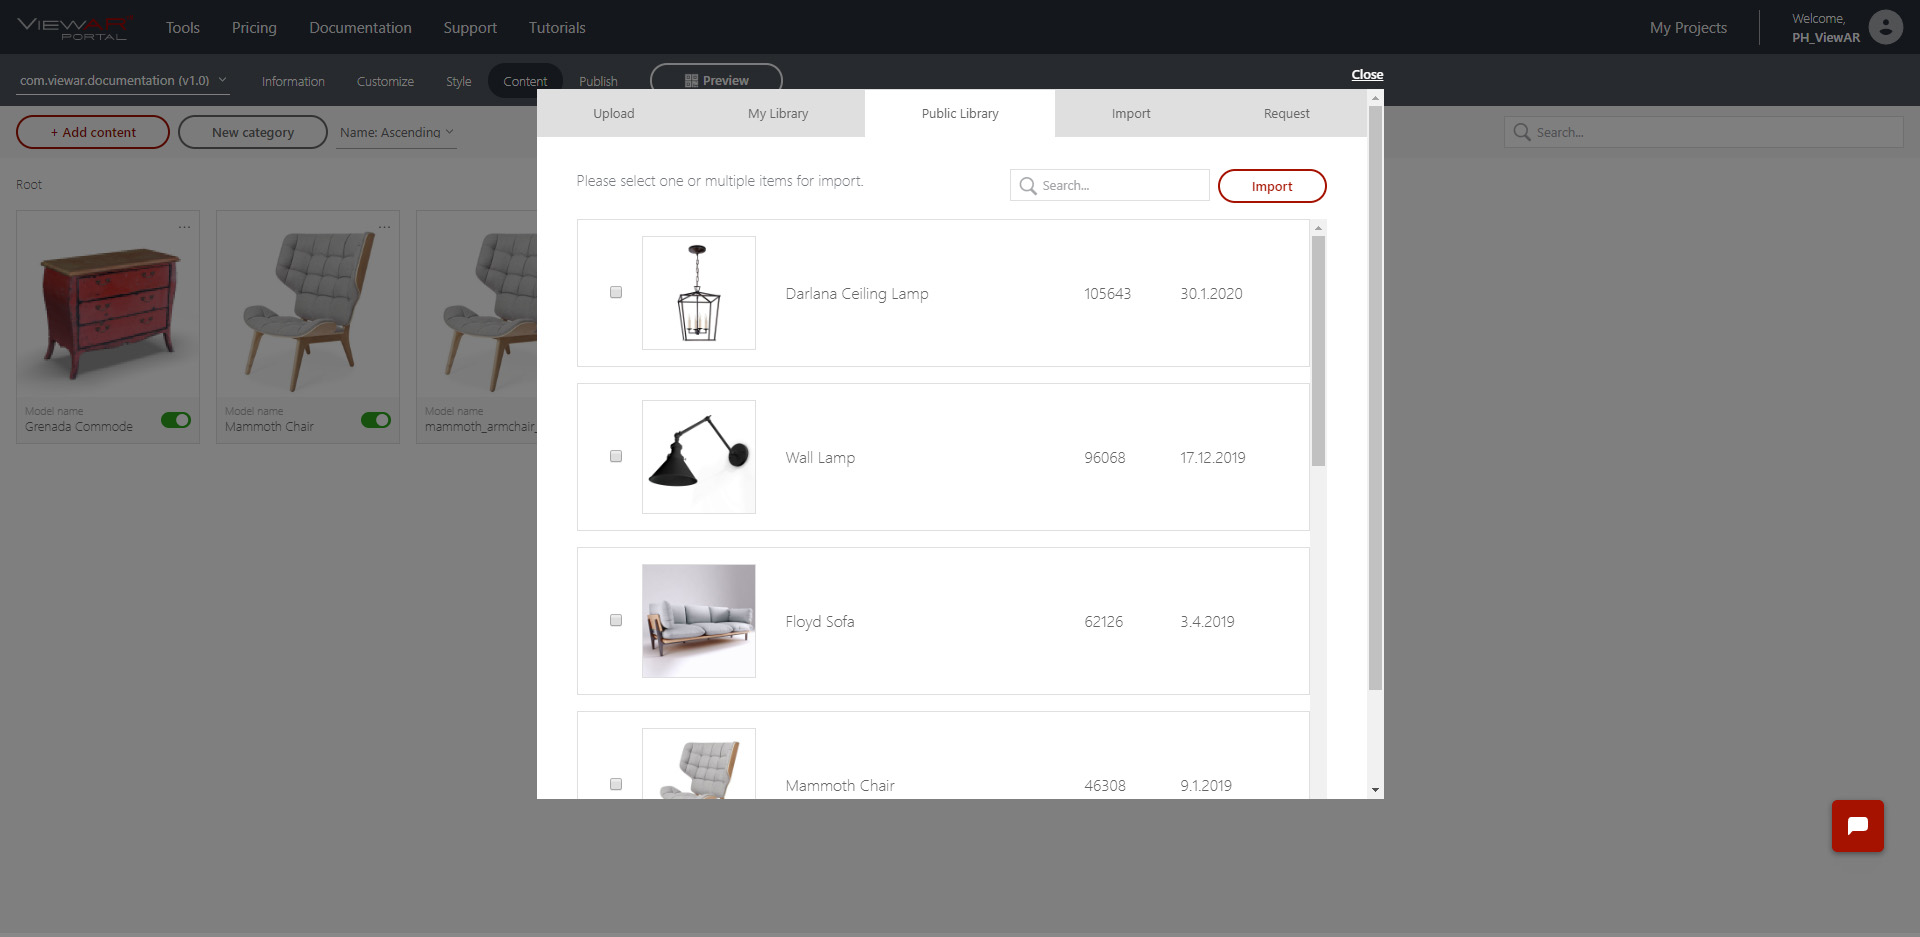 VIEWAR PORTAL
Tools
Pricing
Documentation
Support
Tutorials
My Projects
Welcome,
PH_ViewAR
com.viewar.documentation (v1.0)
Information
Customize
Style
Content
Publish
Preview
Close
+ Add content
New category
Name: Ascending
Search...
Upload
My Library
Public Library
Import
Request
Please select one or multiple items for import.
Search...
Import
Root
...
...
Model name
Grenada Commode
Model name
Mammoth Chair
Model name
mammoth_armchair_
Darlana Ceiling Lamp 105643 30.1.2020
Wall Lamp 96068 17.12.2019
Floyd Sofa 62126 3.4.2019
Mammoth Chair 46308 9.1.2019